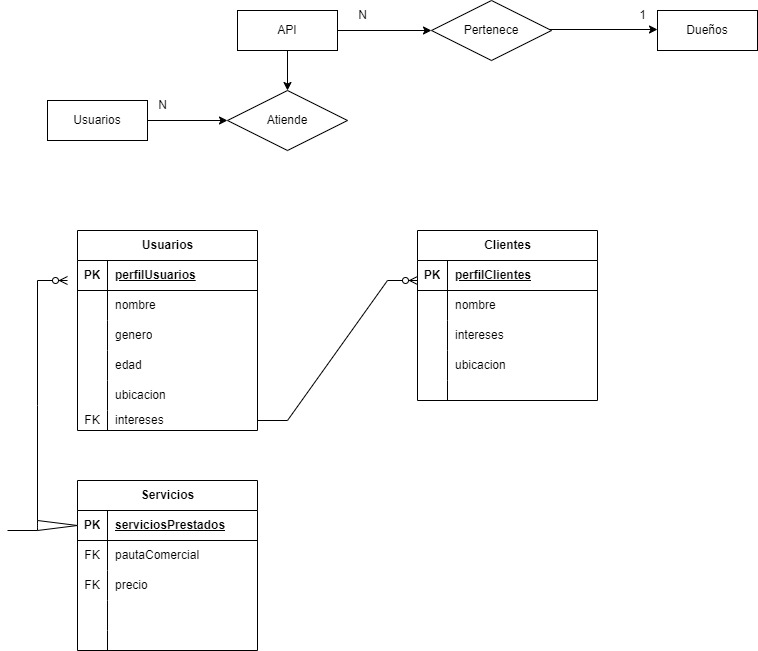 API
N
Pertenece
1
Dueños
Usuarios
N
Atiende
Usuarios
PK perfilUsuarios
nombre
genero
edad
ubicacion
FK intereses
Clientes
PK perfilClientes
nombre
intereses
ubicacion
Servicios
PK serviciosPrestados
FK pautaComercial
FK precio